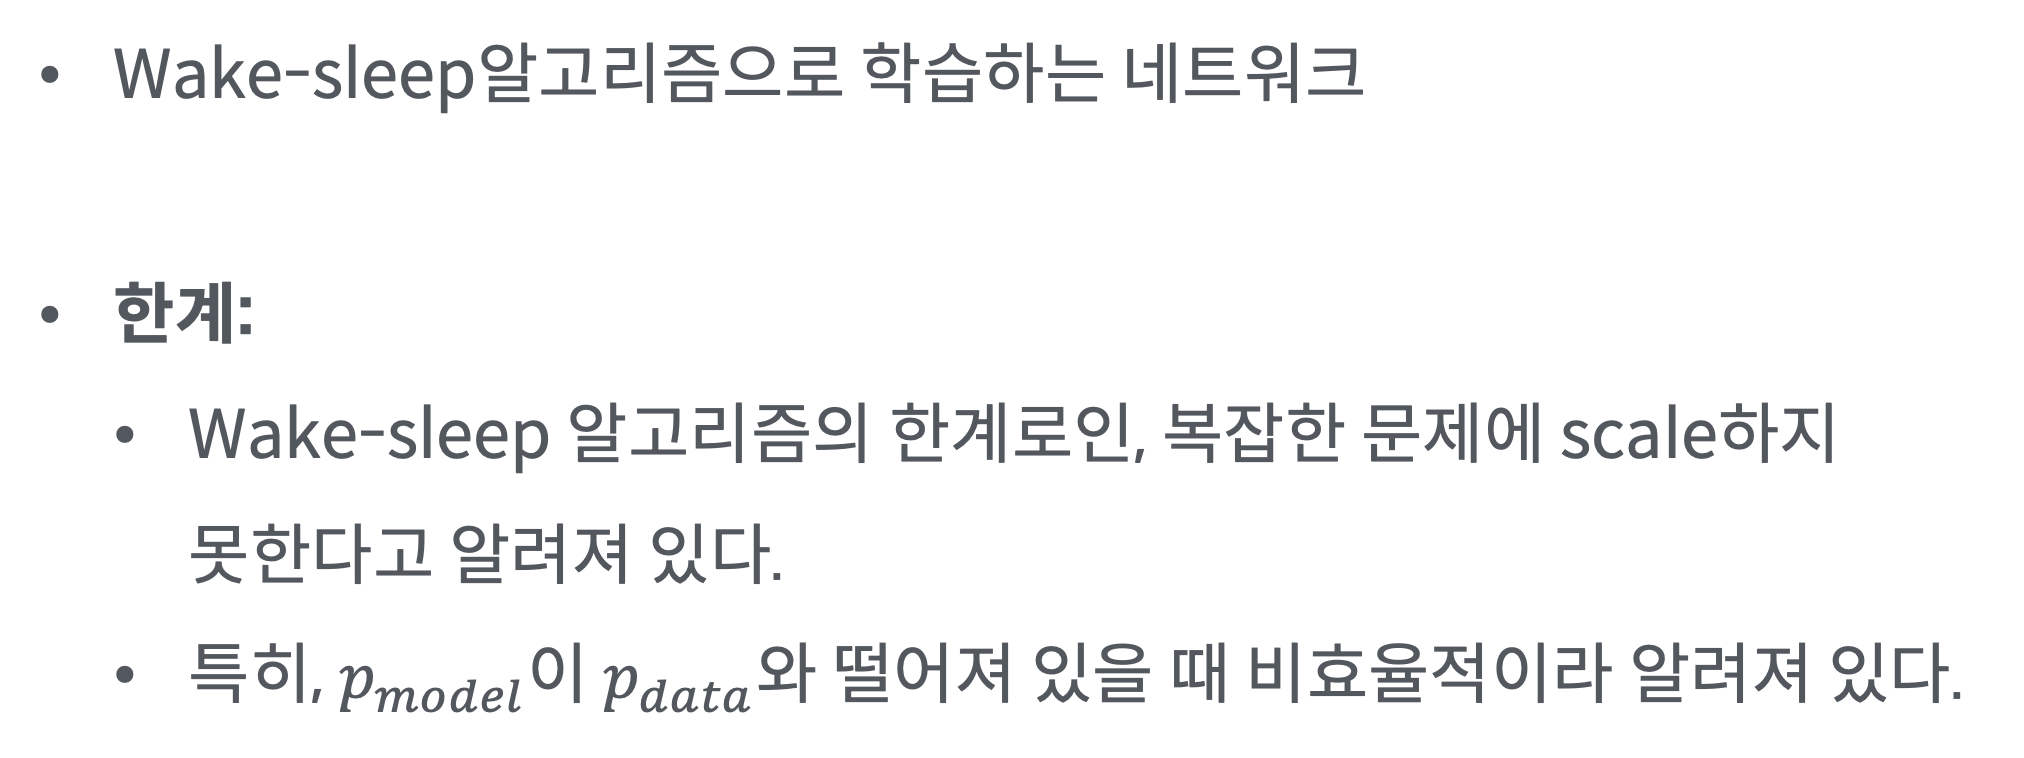 • Wake-sleep알고리즘으로 학습하는 네트워크
• 한계:
• Wake-sleep 알고리즘의 한계로인, 복잡한 문제에 scale하지
못한다고 알려져 있다.
• 특히, p_model이 p_data와 떨어져 있을 때 비효율적이라 알려져 있다.